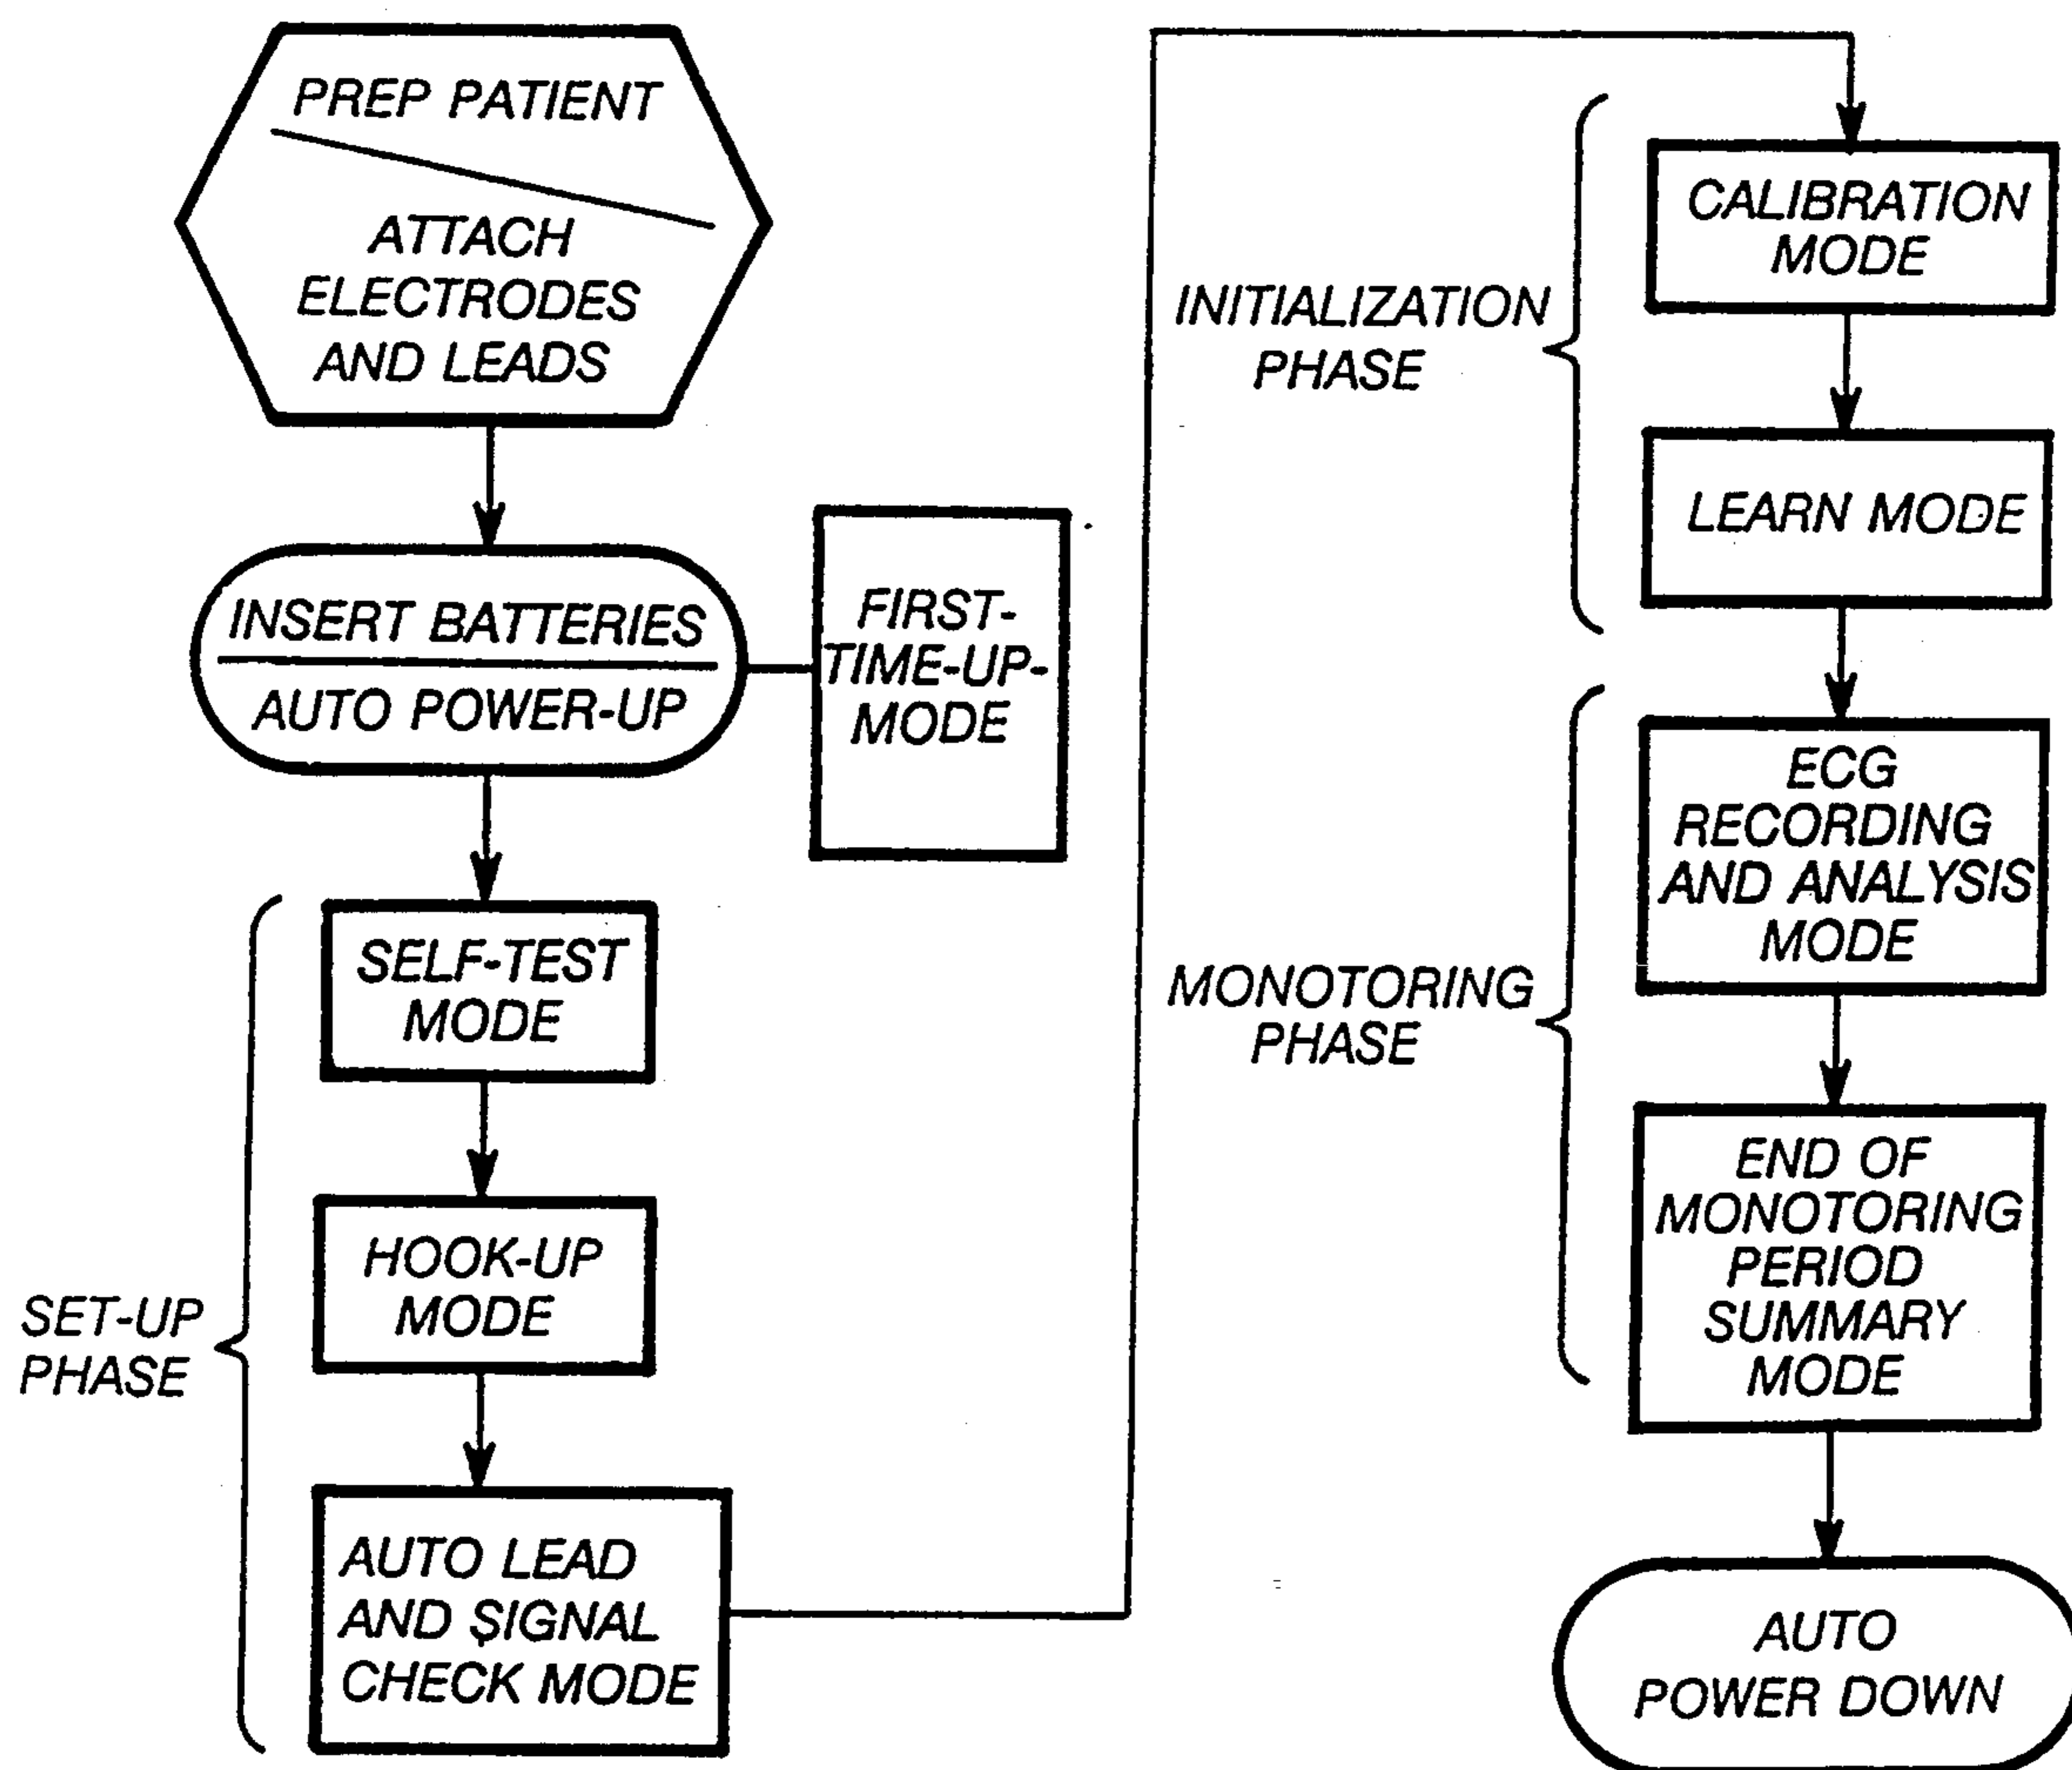 PREP PATIENT
ATTACH
ELECTRODES
AND LEADS
INSERT BATTERIES
AUTO POWER-UP
FIRST-
TIME-UP-
MODE
SELF-TEST
MODE
HOOK-UP
MODE
SET-UP
PHASE
AUTO LEAD
AND SIGNAL
CHECK MODE
CALIBRATION
MODE
INITIALIZATION
PHASE
LEARN MODE
ECG
RECORDING
AND ANALYSIS
MODE
MONOTORING
PHASE
END OF
MONOTORING
PERIOD
SUMMARY
MODE
AUTO
POWER DOWN